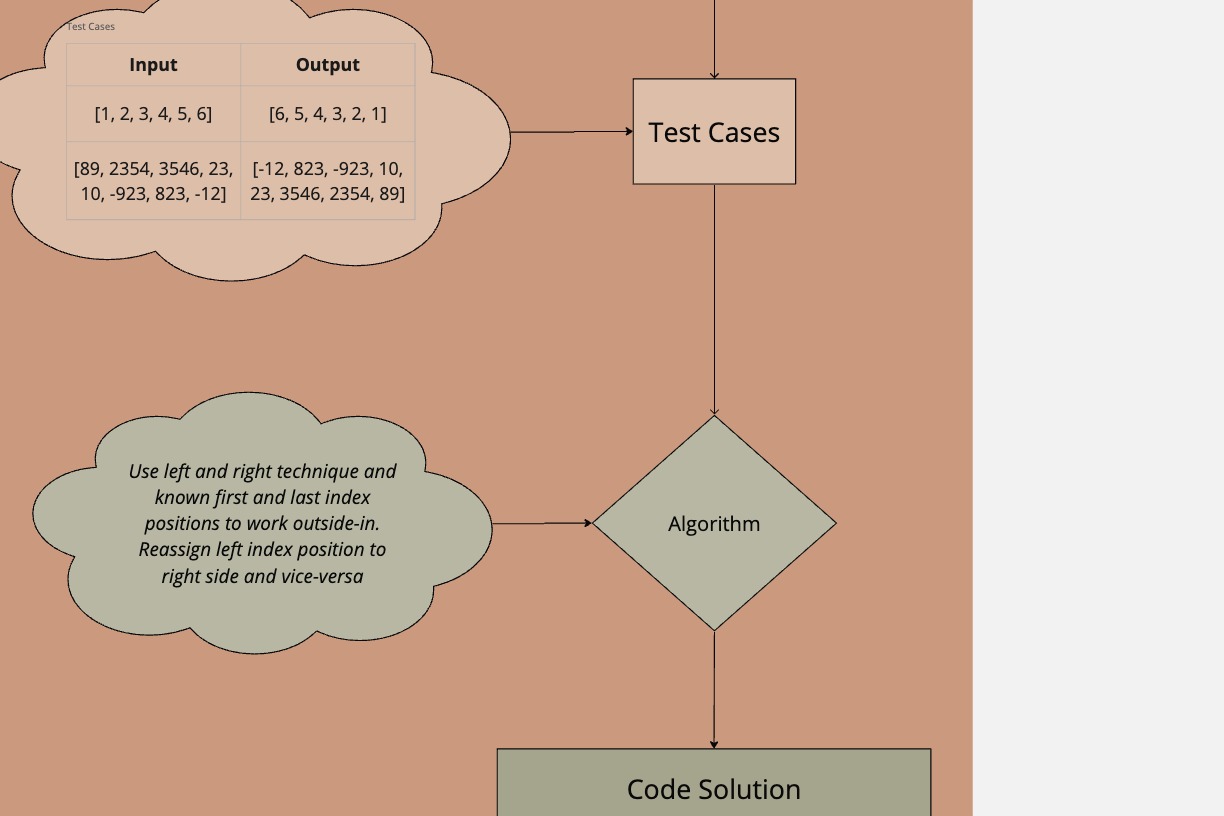 Test Cases
Input Output
[1, 2, 3, 4, 5, 6] [6, 5, 4, 3, 2, 1]
[89, 2354, 3546, 23, [-12, 823, -923, 10,
10, -923, 823, -12] 23, 3546, 2354, 89]
Test Cases
Use left and right technique and
known first and last index
positions to work outside-in.
Reassign left index position to
right side and vice-versa
Algorithm
Code Solution